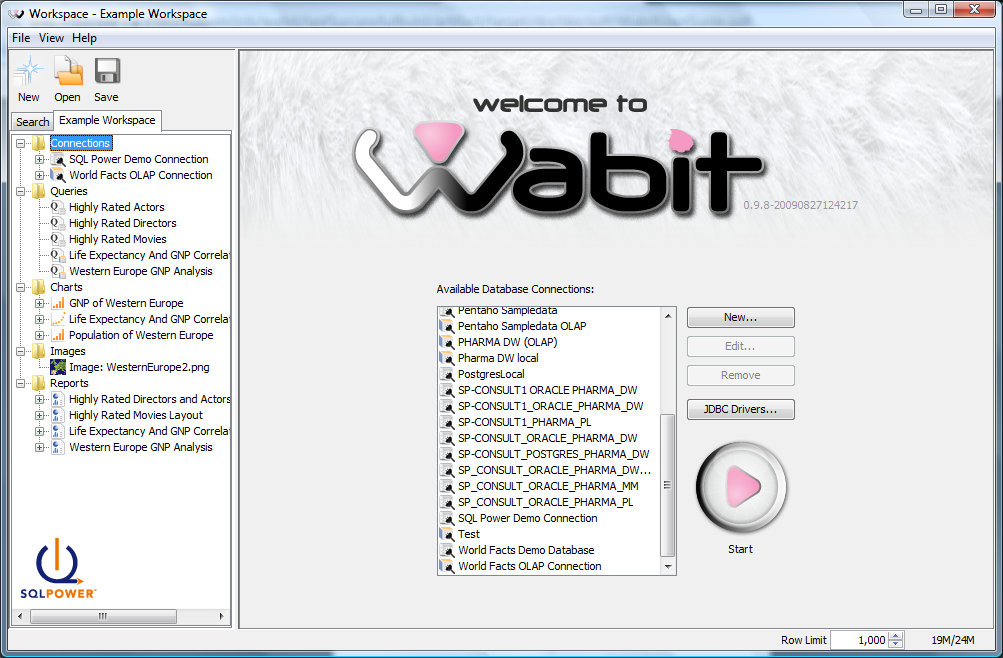 Workspace - Example Workspace
File View Help
New Open Save
Search Example Workspace
Connections
SQL Power Demo Connection
World Facts OLAP Connection
Queries
Highly Rated Actors
Highly Rated Directors
Highly Rated Movies
Life Expectancy And GNP Correla
Western Europe GNP Analysis
Charts
GNP of Western Europe
Life Expectancy And GNP Correla
Population of Western Europe
Images
Image: WesternEurope2.png
Reports
Highly Rated Directors and Actors
Highly Rated Movies Layout
Life Expectancy And GNP Correla
Western Europe GNP Analysis
SQLPOWER
welcome to
Wabit
0.9.8-20090827124217
Available Database Connections:
Pentaho Sampledata
Pentaho Sampledata OLAP
PHARMA DW (OLAP)
Pharma DW local
PostgresLocal
SP-CONSULT1 ORACLE PHARMA_DW
SP-CONSULT1_ORACLE_PHARMA_DW
SP-CONSULT1_PHARMA_PL
SP-CONSULT_ORACLE_PHARMA_DW
SP-CONSULT_POSTGRES_PHARMA_DW
SP_CONSULT_ORACLE_PHARMA_DW...
SP_CONSULT_ORACLE_PHARMA_MM
SP_CONSULT_ORACLE_PHARMA_PL
SQL Power Demo Connection
Test
World Facts Demo Database
World Facts OLAP Connection
New...
Edit...
Remove
JDBC Drivers...
Start
Row Limit 1,000 19M/24M